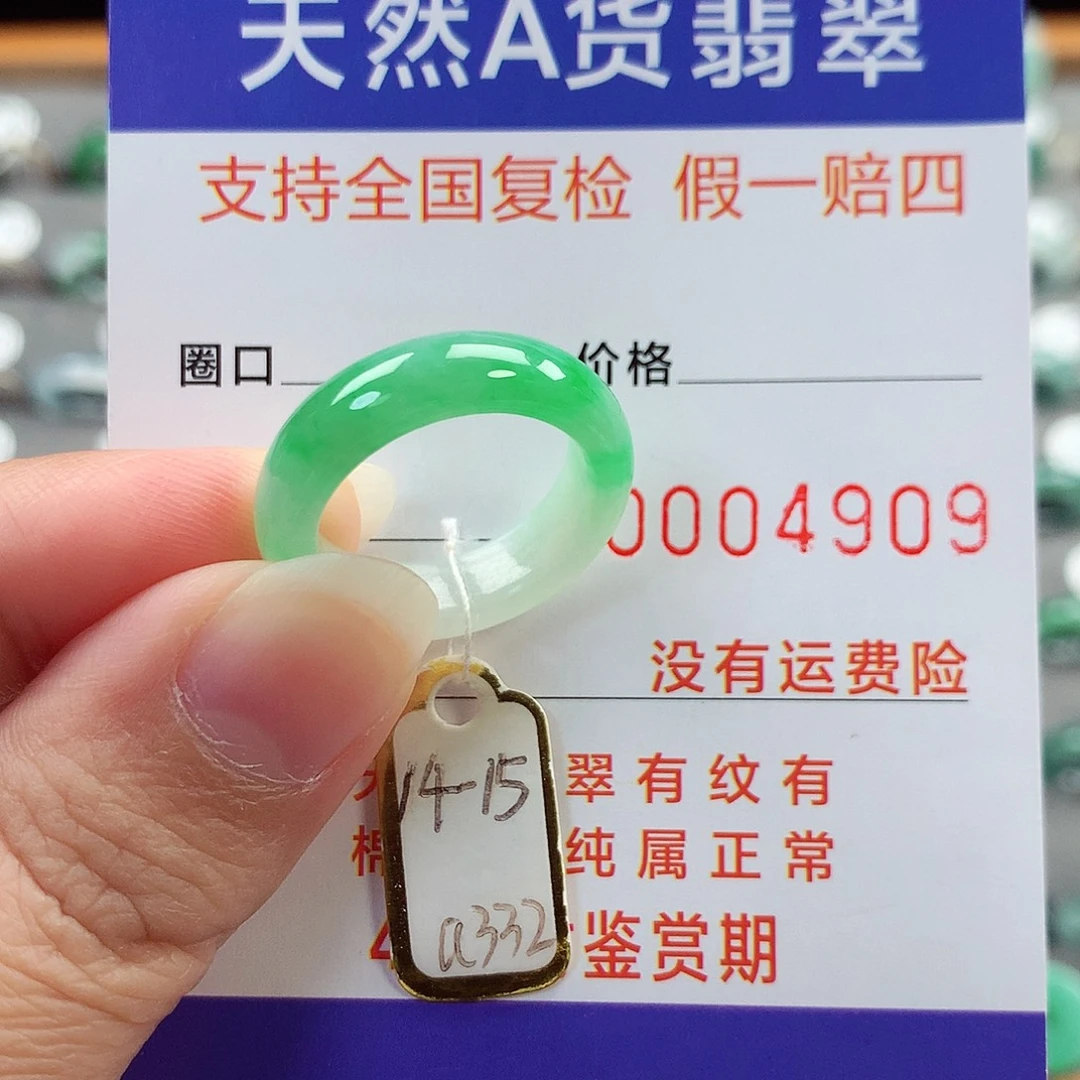 天然A货翡翠
支持全国复检 假一赔四
圈口 价格
0004909
没有运费险
翠有纹有
棉 纯属正常
鉴赏期
14-15
a332